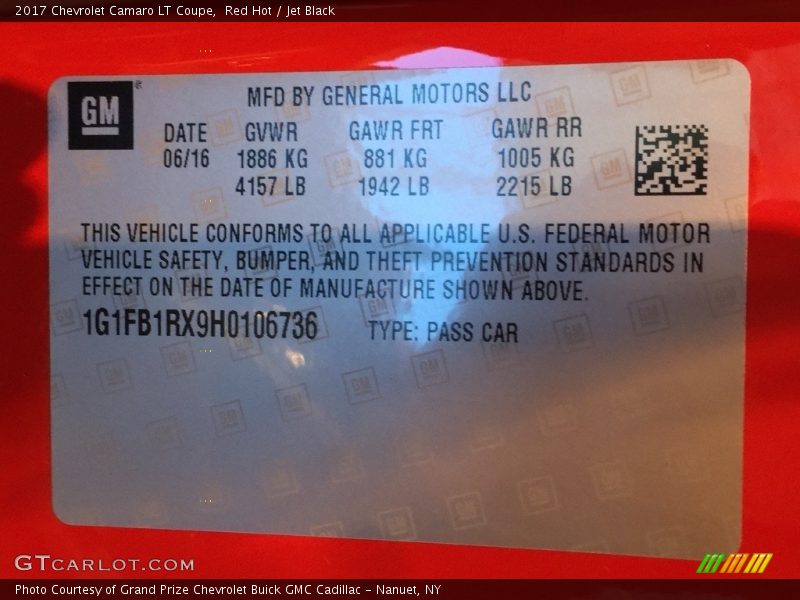 2017 Chevrolet Camaro LT Coupe,  Red Hot / Jet Black
GM ®
MFD BY GENERAL MOTORS LLC
DATE GVWR GAWR FRT GAWR RR
06/16 1886 KG 881 KG 1005 KG
4157 LB 1942 LB 2215 LB
THIS VEHICLE CONFORMS TO ALL APPLICABLE U.S. FEDERAL MOTOR
VEHICLE SAFETY, BUMPER, AND THEFT PREVENTION STANDARDS IN
EFFECT ON THE DATE OF MANUFACTURE SHOWN ABOVE.
1G1FB1RX9H0106736 TYPE: PASS CAR
GTCARLOT.COM
Photo Courtesy of Grand Prize Chevrolet Buick GMC Cadillac - Nanuet, NY